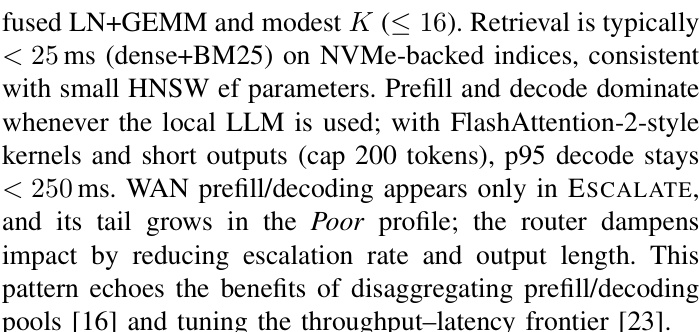 fused LN+GEMM and modest K (≤ 16). Retrieval is typically
< 25 ms (dense+BM25) on NVMe-backed indices, consistent
with small HNSW ef parameters. Prefill and decode dominate
whenever the local LLM is used; with FlashAttention-2-style
kernels and short outputs (cap 200 tokens), p95 decode stays
< 250 ms. WAN prefill/decoding appears only in ESCALATE,
and its tail grows in the Poor profile; the router dampens
impact by reducing escalation rate and output length. This
pattern echoes the benefits of disaggregating prefill/decoding
pools [16] and tuning the throughput–latency frontier [23].